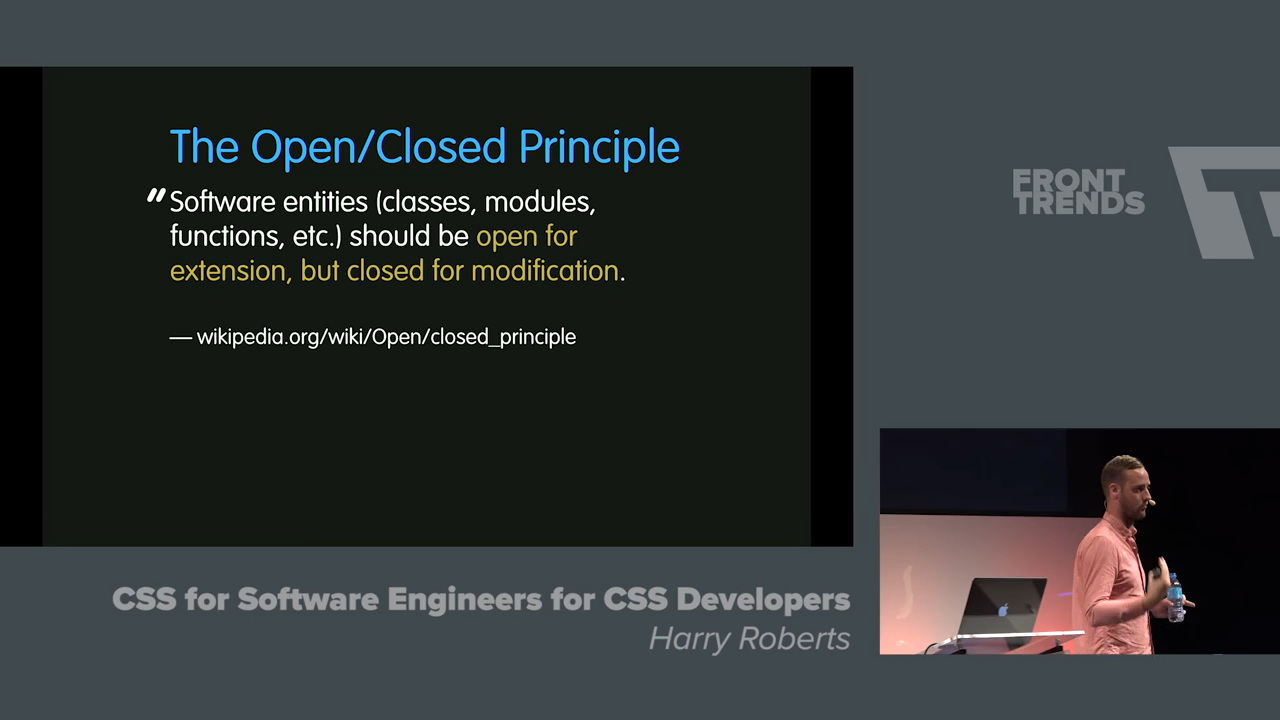 The Open/Closed Principle
"Software entities (classes, modules,
functions, etc.) should be open for
extension, but closed for modification.
— wikipedia.org/wiki/Open/closed_principle
FRONT
TRENDS
CSS for Software Engineers for CSS Developers
Harry Roberts